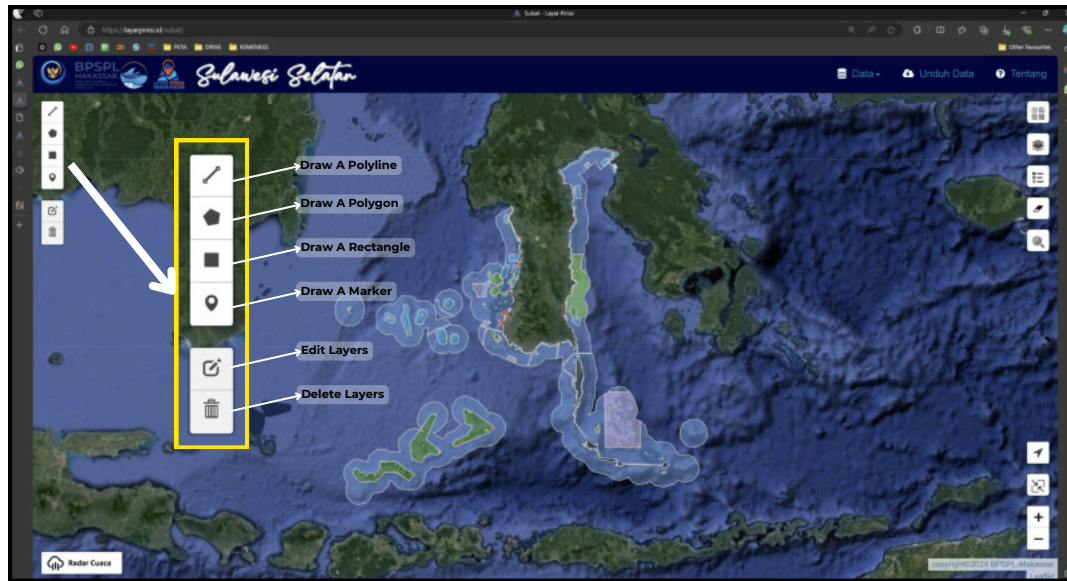 Sulsel - Layar Pinisi
https://layarpinisi.id/sulsel/
PETA
DRIVE
KEMENKES
Other favourites
BPSPL
MAKASSAR
Sulawesi Selatan
Data
Unduh Data
Tentang
Draw A Polyline
Draw A Polygon
Draw A Rectangle
Draw A Marker
Edit Layers
Delete Layers
+
−
Radar Cuaca
copyright©2024 BPSPL-Makassar
Leaflet